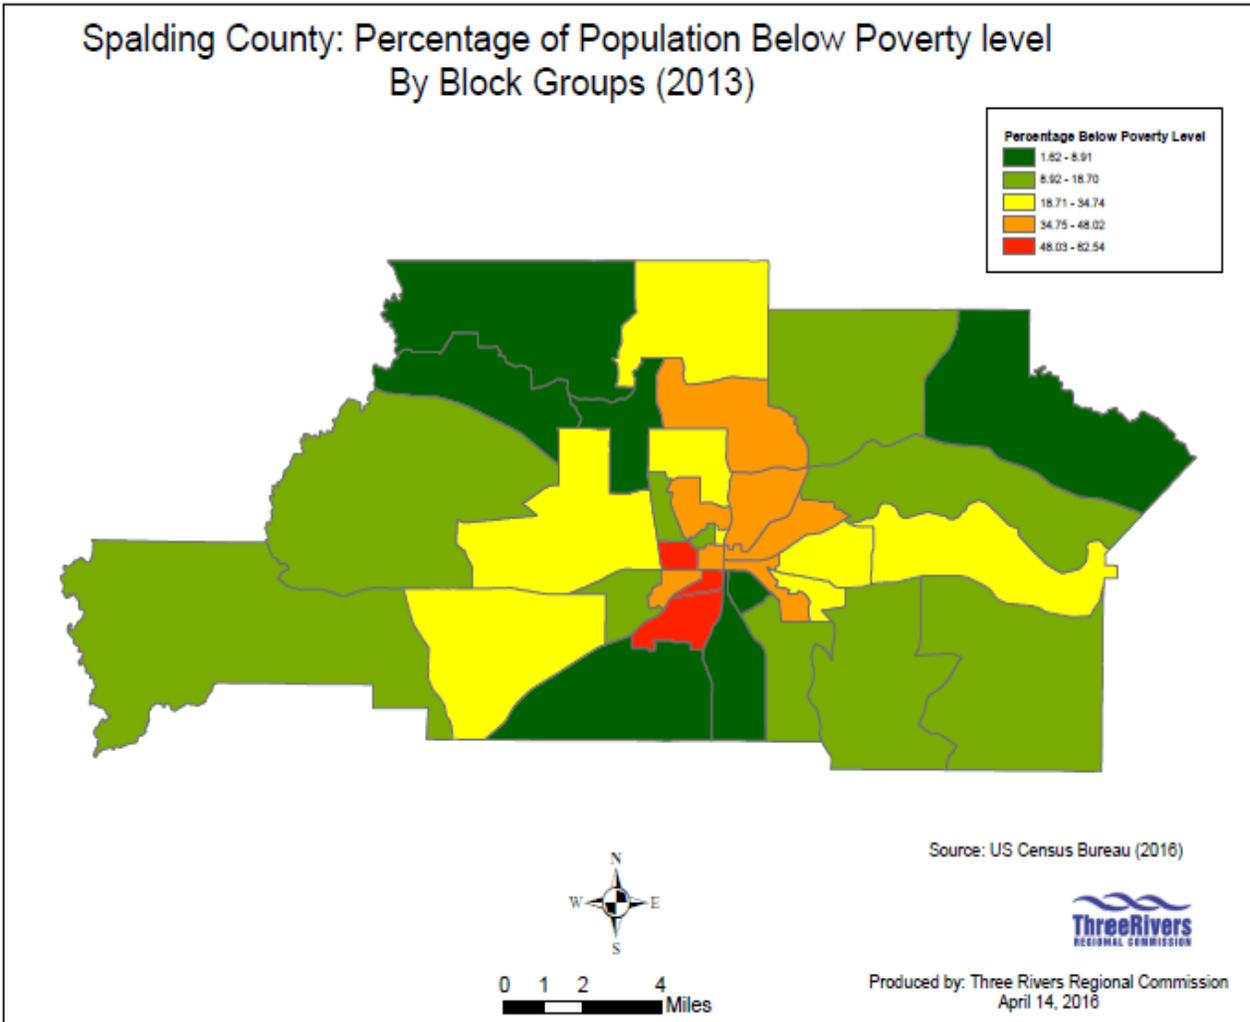 Spalding County: Percentage of Population Below Poverty level
By Block Groups (2013)
Percentage Below Poverty Level
1.62 - 8.91
8.92 - 18.70
18.71 - 34.74
34.75 - 48.02
48.03 - 62.54
Source: US Census Bureau (2016)
N
W E
S
ThreeRivers
REGIONAL COMMISSION
0 1 2 4
Miles
Produced by: Three Rivers Regional Commission
April 14, 2016